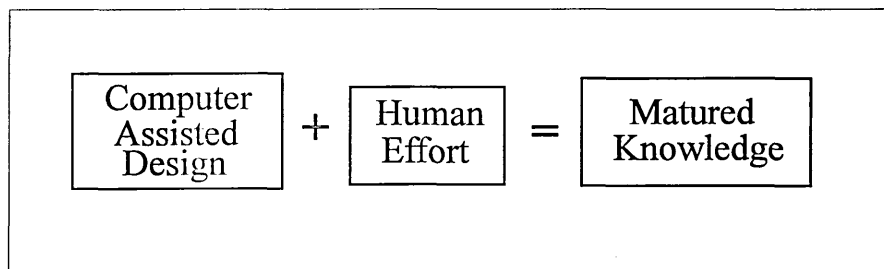 Computer
Assisted
Design
+
Human
Effort
=
Matured
Knowledge